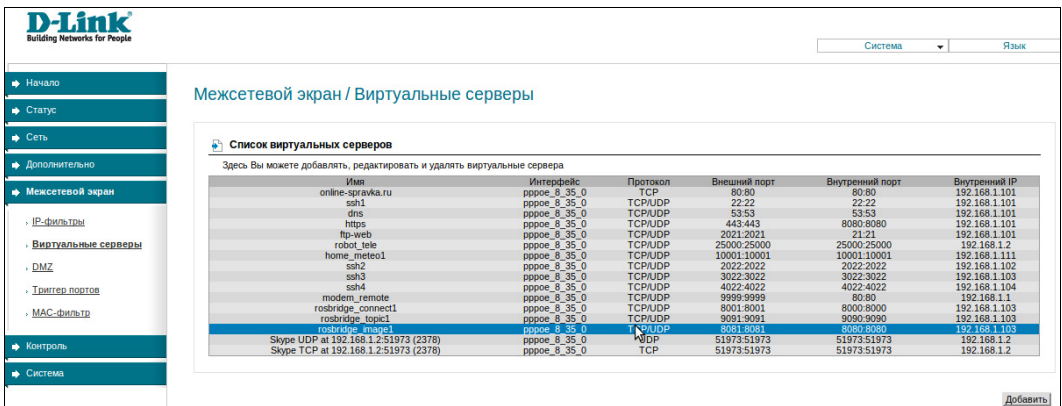 D-Link
Building Networks for People
Система Язык
Начало
Статус
Сеть
Дополнительно
Межсетевой экран
IP-фильтры
Виртуальные серверы
DMZ
Триггер портов
MAC-фильтр
Контроль
Система
Межсетевой экран / Виртуальные серверы
Список виртуальных серверов
Здесь Вы можете добавлять, редактировать и удалять виртуальные сервера
Имя Интерфейс Протокол Внешний порт Внутренний порт Внутренний IP
online-spravka.ru pppoe_8_35_0 TCP 80:80 80:80 192.168.1.101
ssh1 pppoe_8_35_0 TCP/UDP 22:22 22:22 192.168.1.101
dns pppoe_8_35_0 TCP/UDP 53:53 53:53 192.168.1.101
https pppoe_8_35_0 TCP/UDP 443:443 8080:8080 192.168.1.101
ftp-web pppoe_8_35_0 TCP/UDP 2021:2021 21:21 192.168.1.101
robot_tele pppoe_8_35_0 TCP/UDP 25000:25000 25000:25000 192.168.1.2
home_meteo1 pppoe_8_35_0 TCP/UDP 10001:10001 10001:10001 192.168.1.111
ssh2 pppoe_8_35_0 TCP/UDP 2022:2022 2022:2022 192.168.1.102
ssh3 pppoe_8_35_0 TCP/UDP 3022:3022 3022:3022 192.168.1.103
ssh4 pppoe_8_35_0 TCP/UDP 4022:4022 4022:4022 192.168.1.104
modem_remote pppoe_8_35_0 TCP/UDP 9999:9999 80:80 192.168.1.1
rosbridge_connect1 pppoe_8_35_0 TCP/UDP 8001:8001 8000:8000 192.168.1.103
rosbridge_topic1 pppoe_8_35_0 TCP/UDP 9091:9091 9090:9090 192.168.1.103
rosbridge_image1 pppoe_8_35_0 TCP/UDP 8081:8081 8080:8080 192.168.1.103
Skype UDP at 192.168.1.2:51973 (2378) pppoe_8_35_0 UDP 51973:51973 51973:51973 192.168.1.2
Skype TCP at 192.168.1.2:51973 (2378) pppoe_8_35_0 TCP 51973:51973 51973:51973 192.168.1.2
Добавить